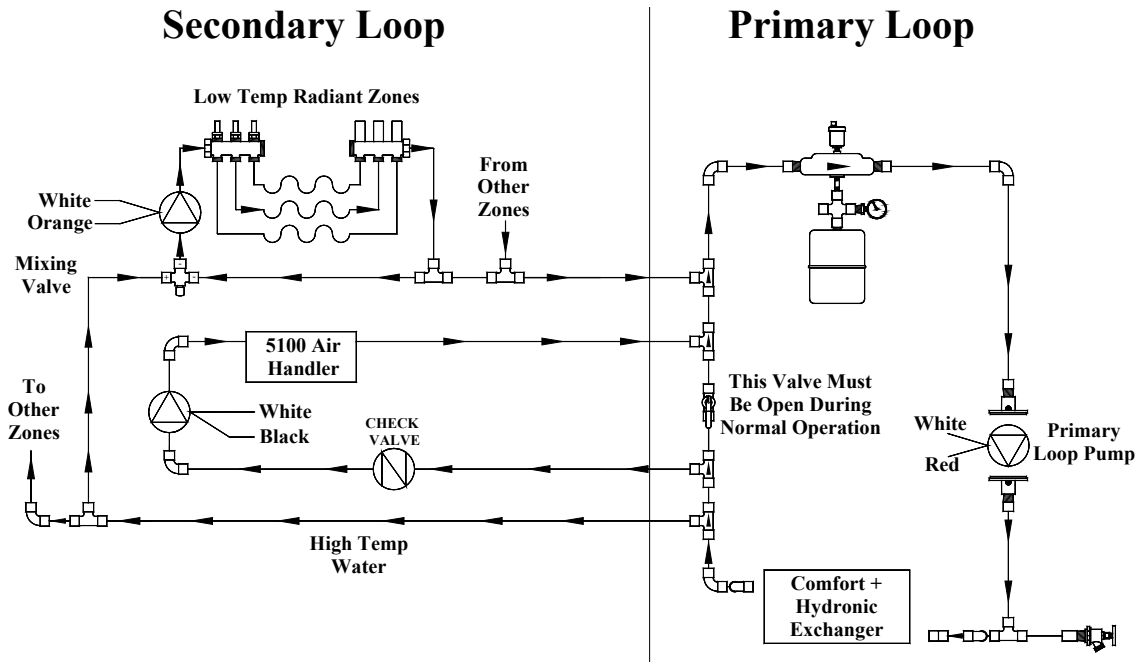 Secondary Loop
Primary Loop
Low Temp Radiant Zones
From
Other
Zones
White
Orange
Mixing
Valve
5100 Air
Handler
To
Other
Zones
White
Black
CHECK
VALVE
This Valve Must
Be Open During
Normal Operation
White
Red
Primary
Loop Pump
High Temp
Water
Comfort +
Hydronic
Exchanger